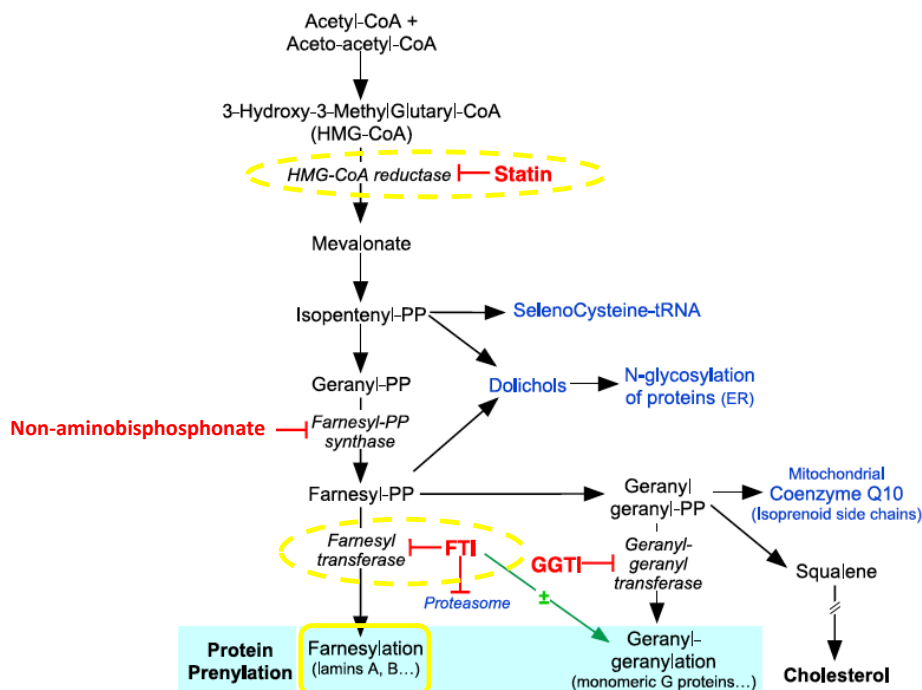 Acetyl-CoA +
Aceto-acetyl-CoA
3-Hydroxy-3-MethylGlutaryl-CoA
(HMG-CoA)
HMG-CoA reductase
Statin
Mevalonate
Isopentenyl-PP
SelenoCysteine-tRNA
Geranyl-PP
Dolichols
N-glycosylation
of proteins (ER)
Non-aminobisphosphonate
Farnesyl-PP
synthase
Farnesyl-PP
Geranyl
geranyl-PP
Mitochondrial
Coenzyme Q10
(Isoprenoid side chains)
Farnesyl
transferase
FTI
GGTI
Geranyl-
geranyl
transferase
Squalene
Proteasome
±
Protein
Prenylation
Farnesylation
(lamins A, B...)
Geranyl-
geranylation
(monomeric G proteins...)
Cholesterol